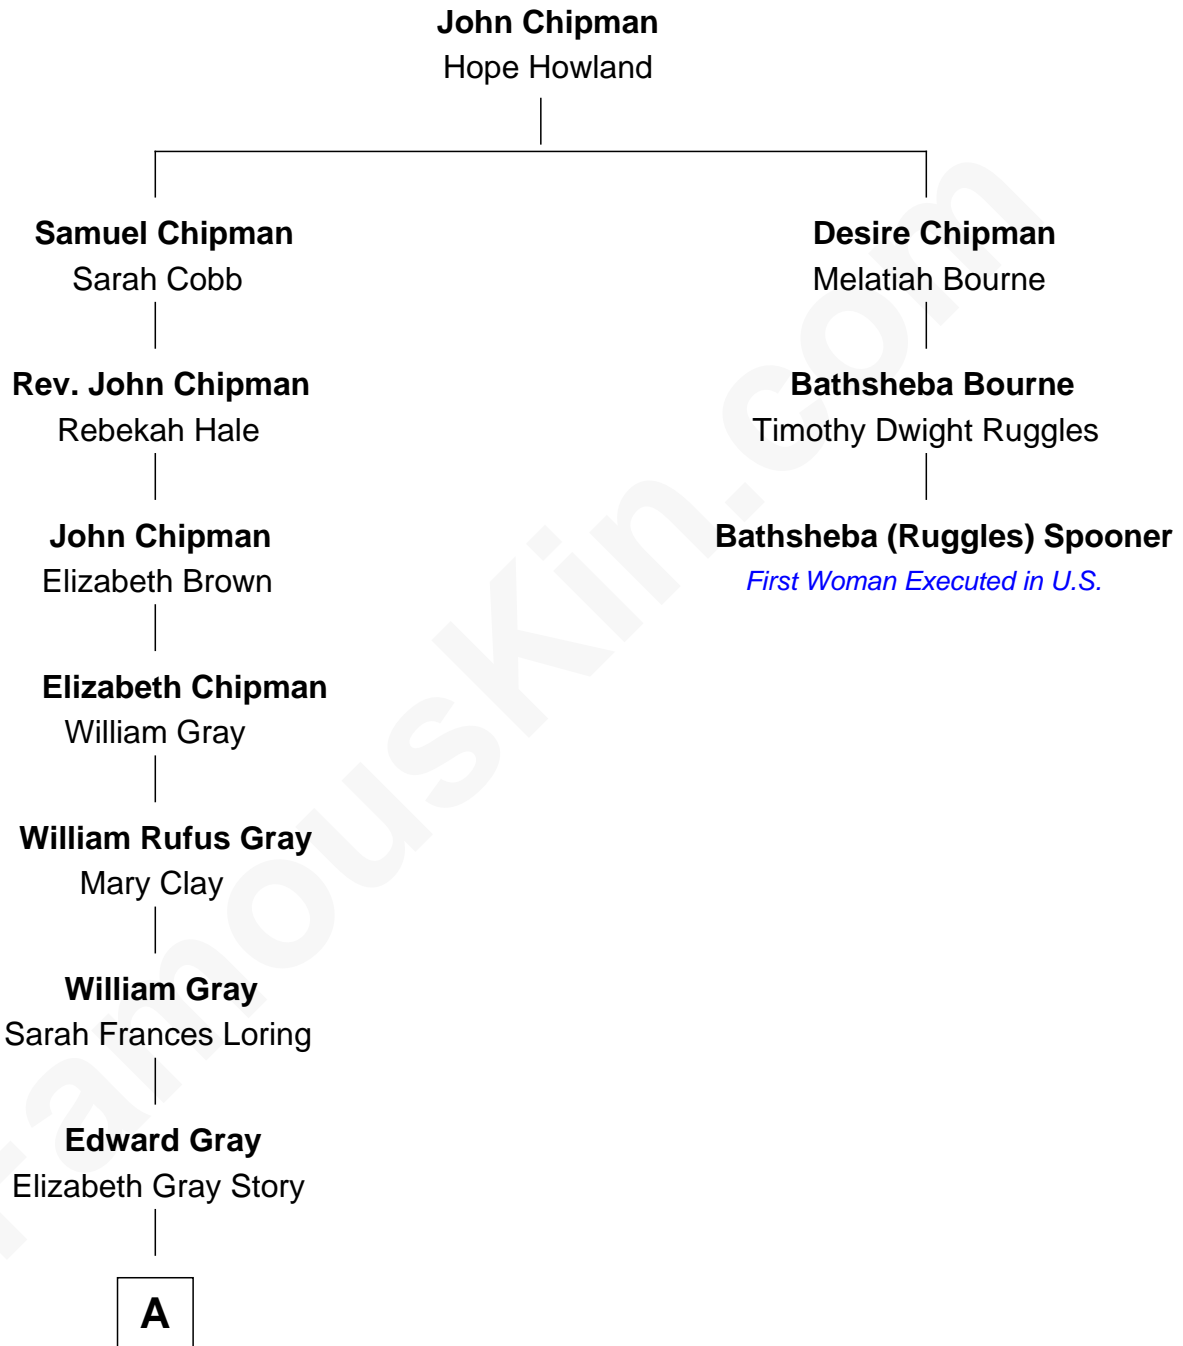 John Chipman
Hope Howland
Samuel Chipman
Sarah Cobb
Desire Chipman
Melatiah Bourne
Rev. John Chipman
Rebekah Hale
Bathsheba Bourne
Timothy Dwight Ruggles
John Chipman
Elizabeth Brown
Bathsheba (Ruggles) Spooner
First Woman Executed in U.S.
Elizabeth Chipman
William Gray
William Rufus Gray
Mary Clay
William Gray
Sarah Frances Loring
Edward Gray
Elizabeth Gray Story
A
FamousKin.com